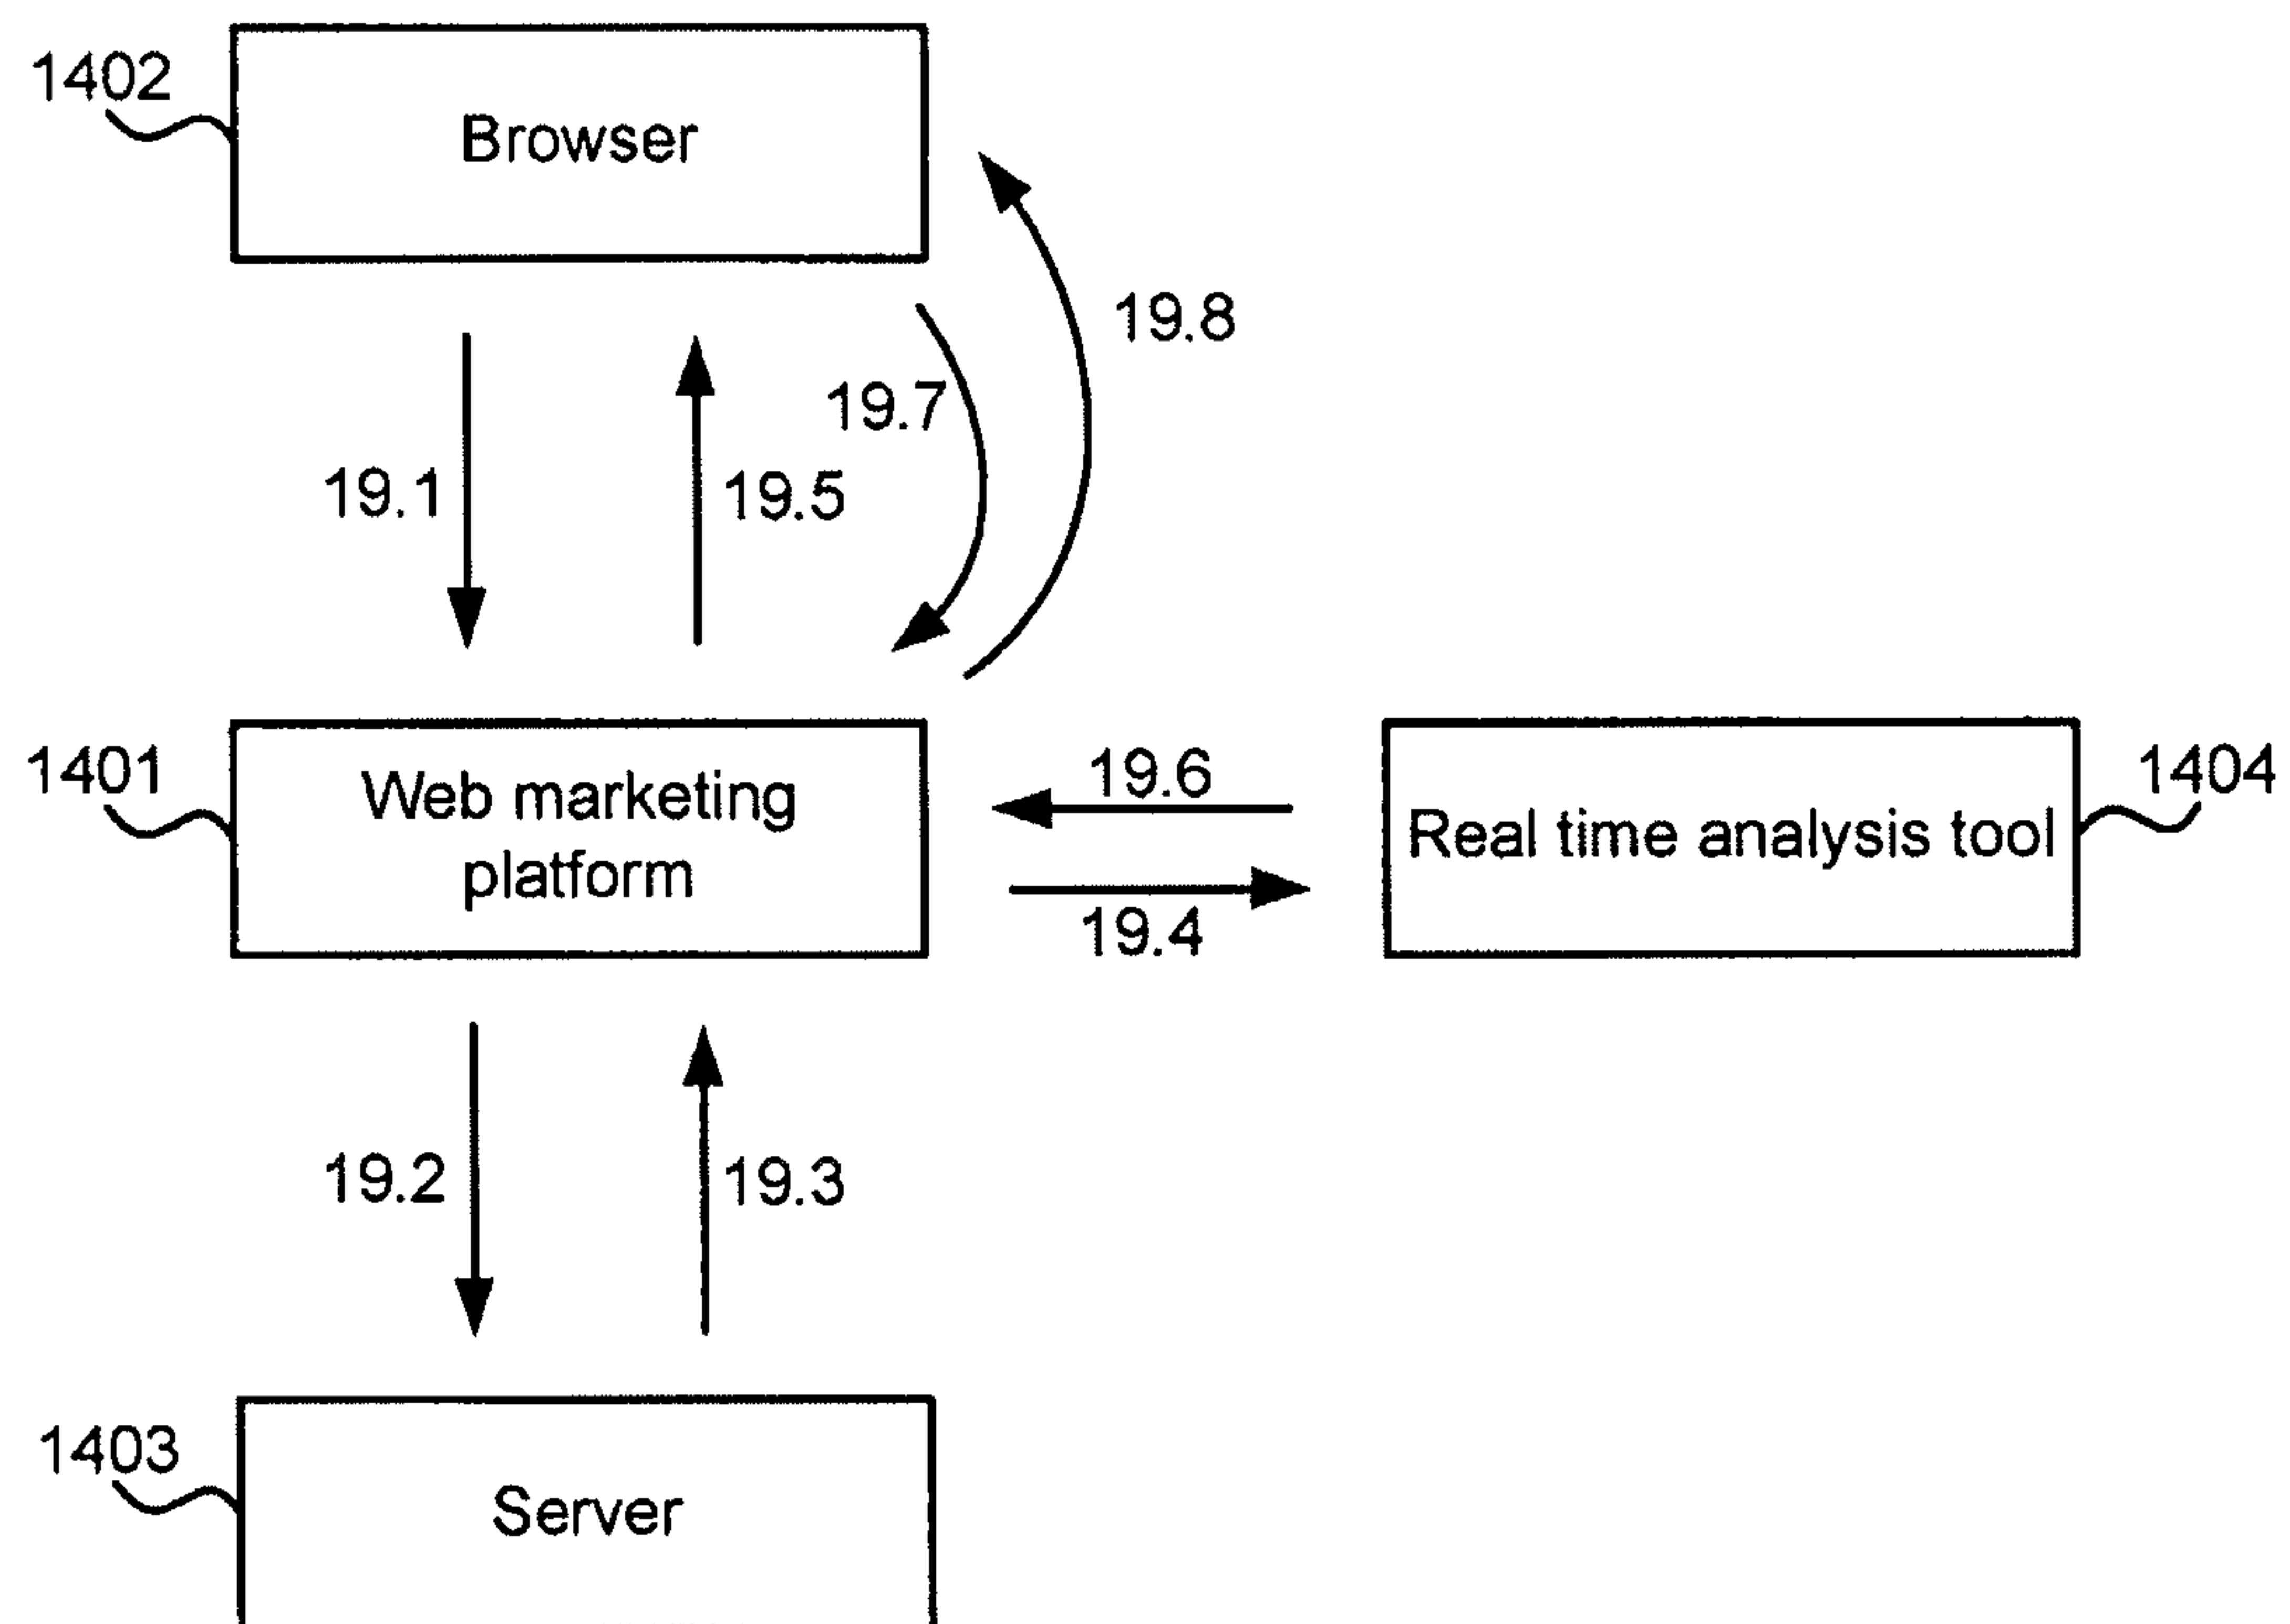 1402
Browser
19.8
19.7
19.1
19.5
1401
Web marketing
platform
19.6
19.4
Real time analysis tool
1404
19.2
19.3
1403
Server